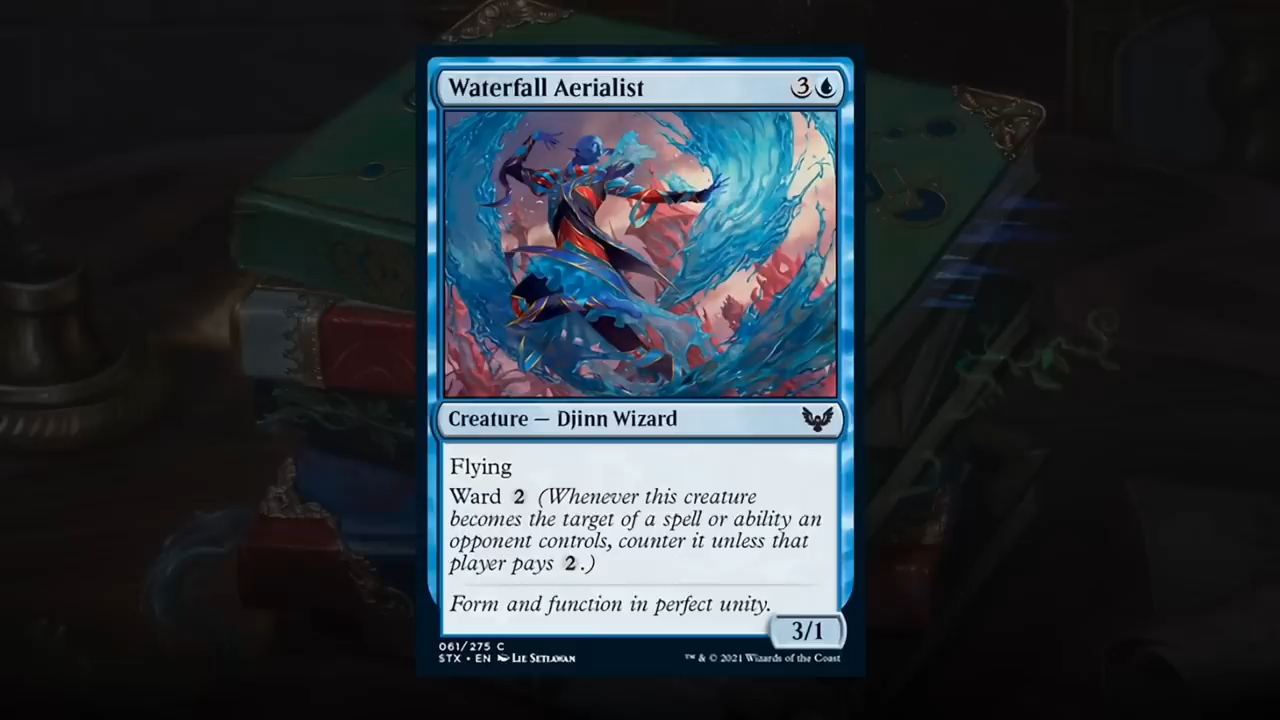 Waterfall Aerialist 3
Creature — Djinn Wizard
Flying
Ward 2 (Whenever this creature
becomes the target of a spell or ability an
opponent controls, counter it unless that
player pays 2.)
Form and function in perfect unity.
3/1
061/275 C
STX • EN Lie Setiawan
™ & © 2021 Wizards of the Coast